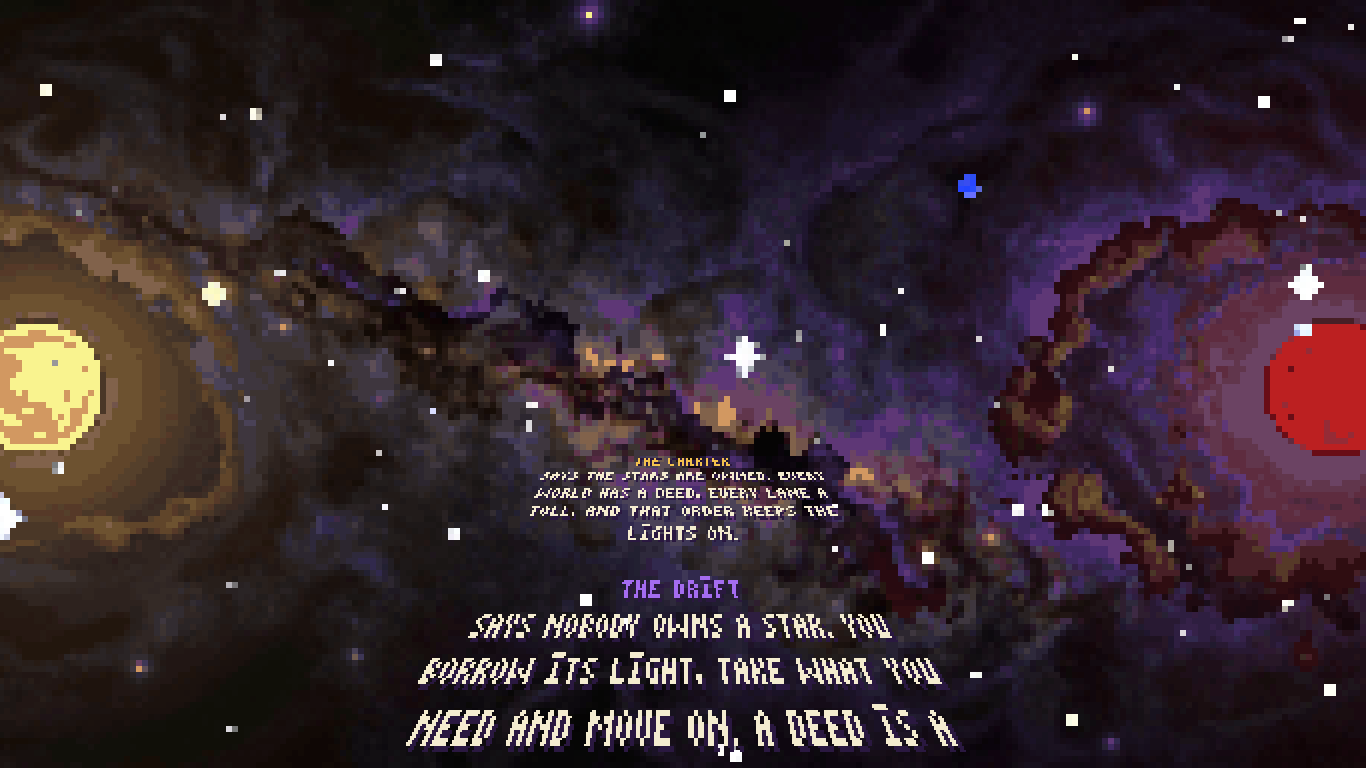 THE CHARTER
SAYS THE STARS ARE OWNED. EVERY
WORLD HAS A DEED, EVERY LANE A
TOLL, AND THAT ORDER KEEPS THE
LIGHTS ON.
THE DRIFT
SAYS NOBODY OWNS A STAR. YOU
BORROW ITS LIGHT, TAKE WHAT YOU
NEED AND MOVE ON. A DEED IS A